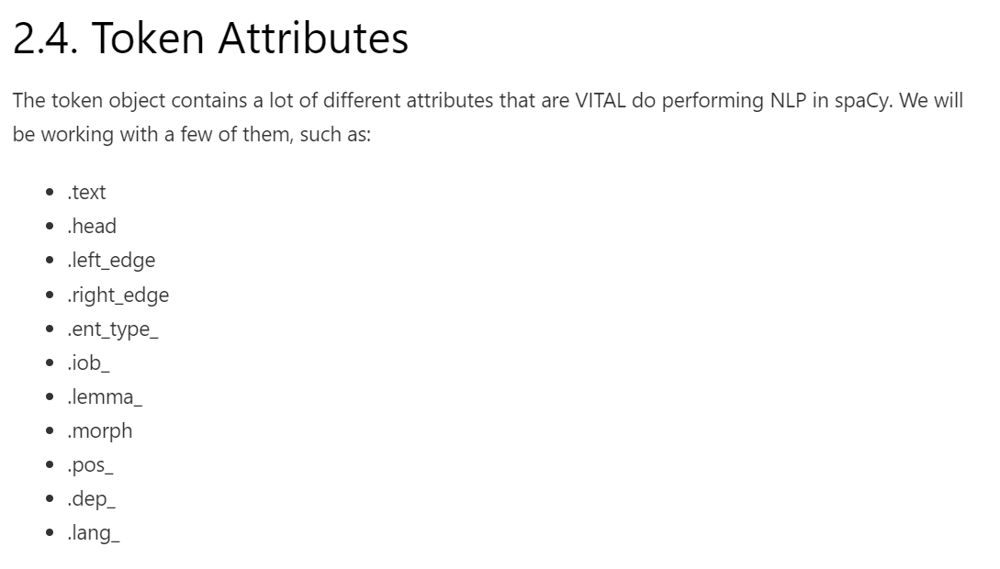 2.4. Token Attributes
The token object contains a lot of different attributes that are VITAL do performing NLP in spaCy. We will
be working with a few of them, such as:
• .text
• .head
• .left_edge
• .right_edge
• .ent_type_
• .iob_
• .lemma_
• .morph
• .pos_
• .dep_
• .lang_